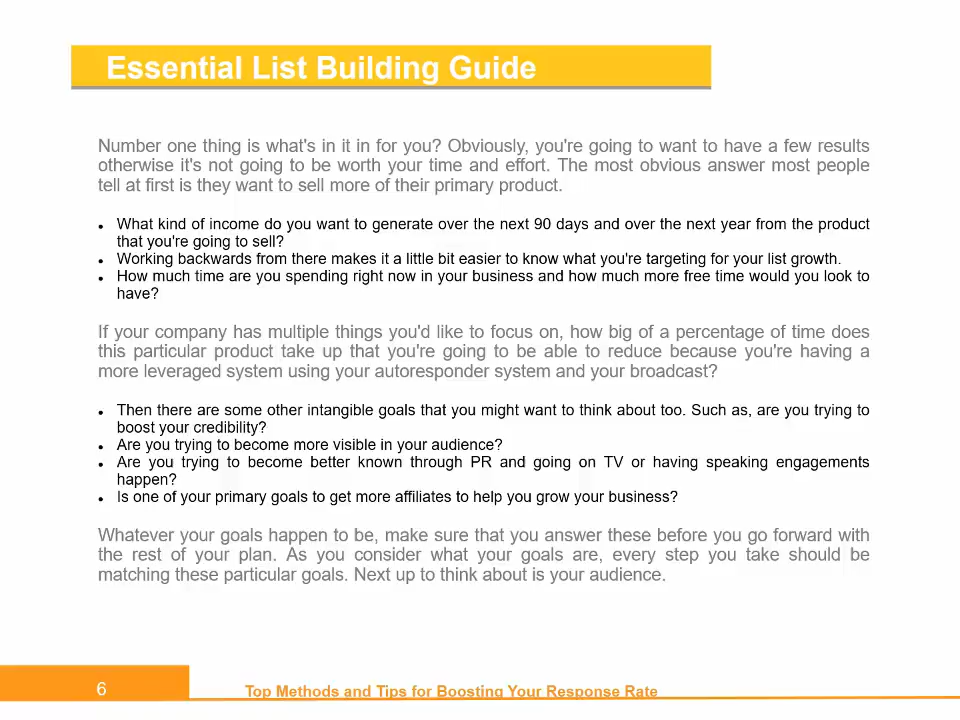 Essential List Building Guide
Number one thing is what's in it in for you? Obviously, you're going to want to have a few results
otherwise it's not going to be worth your time and effort. The most obvious answer most people
tell at first is they want to sell more of their primary product.
• What kind of income do you want to generate over the next 90 days and over the next year from the product
that you're going to sell?
• Working backwards from there makes it a little bit easier to know what you're targeting for your list growth.
• How much time are you spending right now in your business and how much more free time would you look to
have?
If your company has multiple things you'd like to focus on, how big of a percentage of time does
this particular product take up that you're going to be able to reduce because you're having a
more leveraged system using your autoresponder system and your broadcast?
• Then there are some other intangible goals that you might want to think about too. Such as, are you trying to
boost your credibility?
• Are you trying to become more visible in your audience?
• Are you trying to become better known through PR and going on TV or having speaking engagements
happen?
• Is one of your primary goals to get more affiliates to help you grow your business?
Whatever your goals happen to be, make sure that you answer these before you go forward with
the rest of your plan. As you consider what your goals are, every step you take should be
matching these particular goals. Next up to think about is your audience.
6
Top Methods and Tips for Boosting Your Response Rate